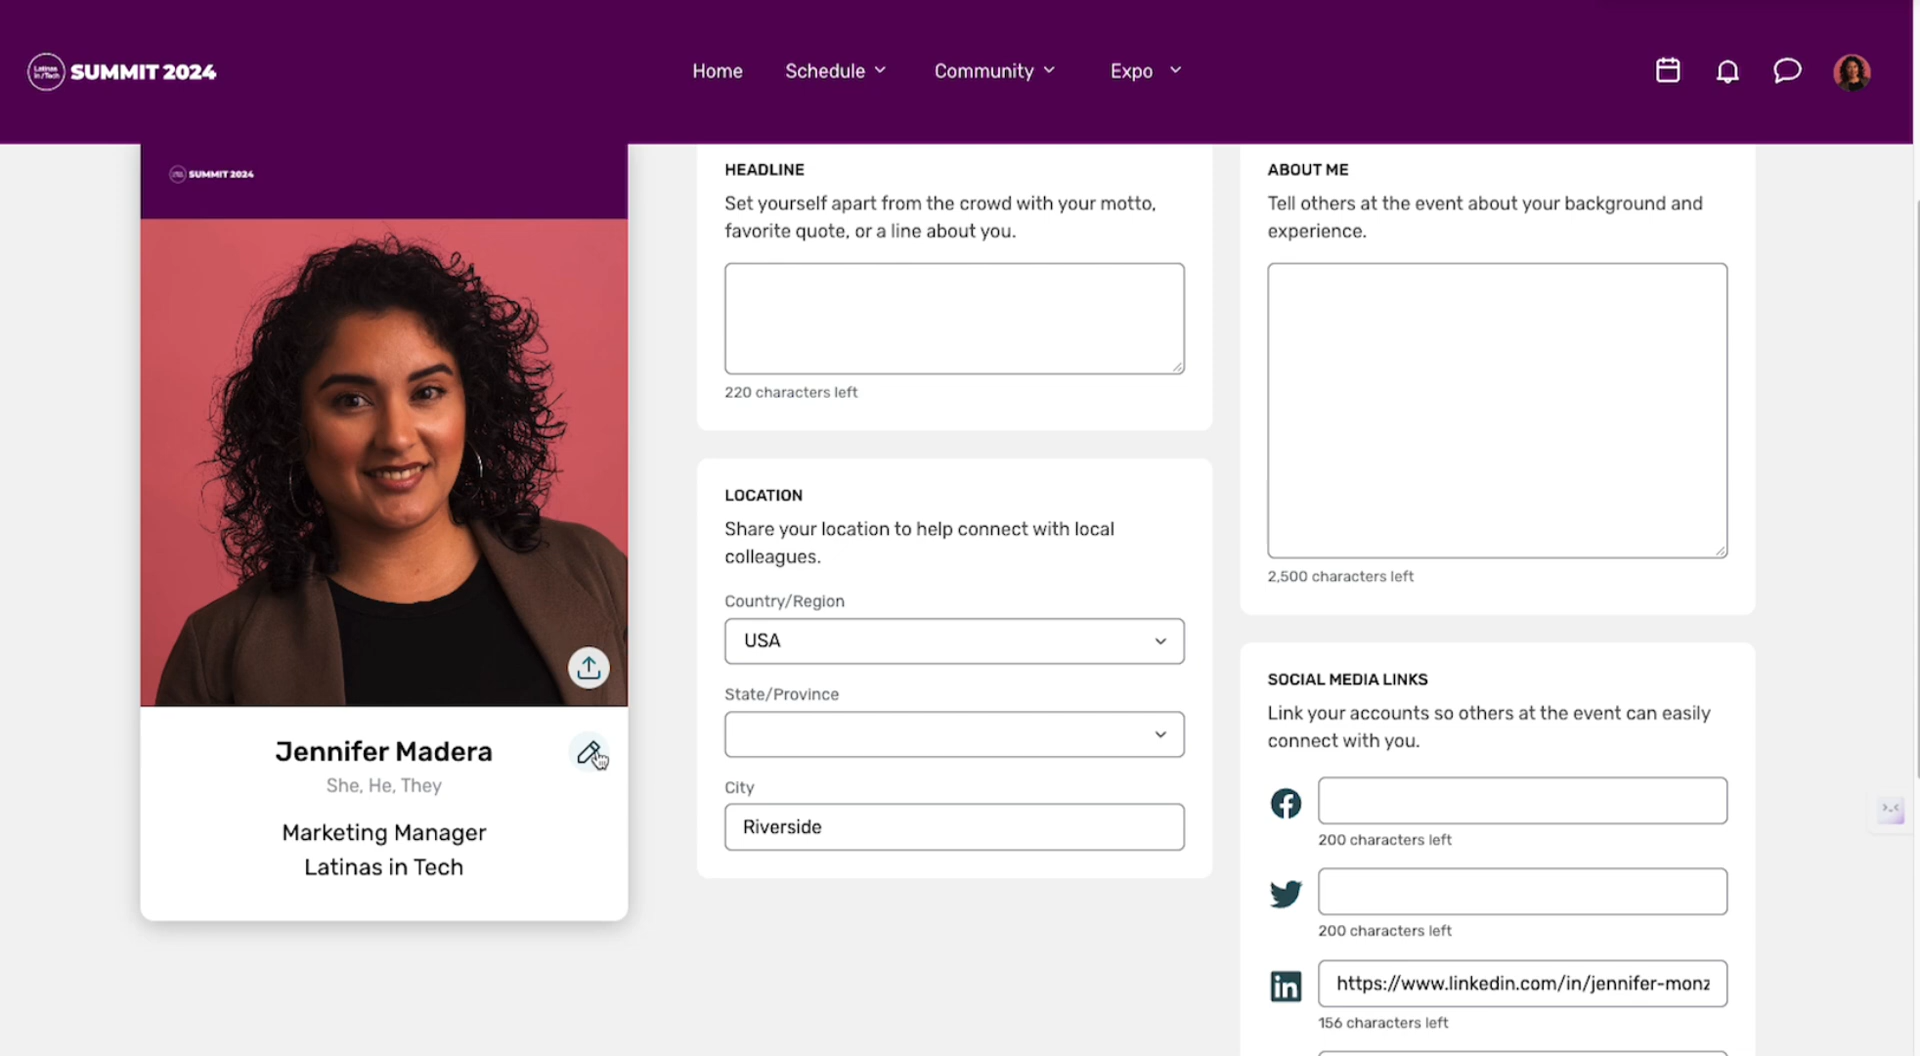 Latinas
in/Tech
SUMMIT 2024
Home
Schedule
Community
Expo
SUMMIT 2024
Jennifer Madera
She, He, They
Marketing Manager
Latinas in Tech
HEADLINE
Set yourself apart from the crowd with your motto,
favorite quote, or a line about you.
220 characters left
LOCATION
Share your location to help connect with local
colleagues.
Country/Region
USA
State/Province
City
Riverside
ABOUT ME
Tell others at the event about your background and
experience.
2,500 characters left
SOCIAL MEDIA LINKS
Link your accounts so others at the event can easily
connect with you.
200 characters left
200 characters left
in
https://www.linkedin.com/in/jennifer-monz
156 characters left